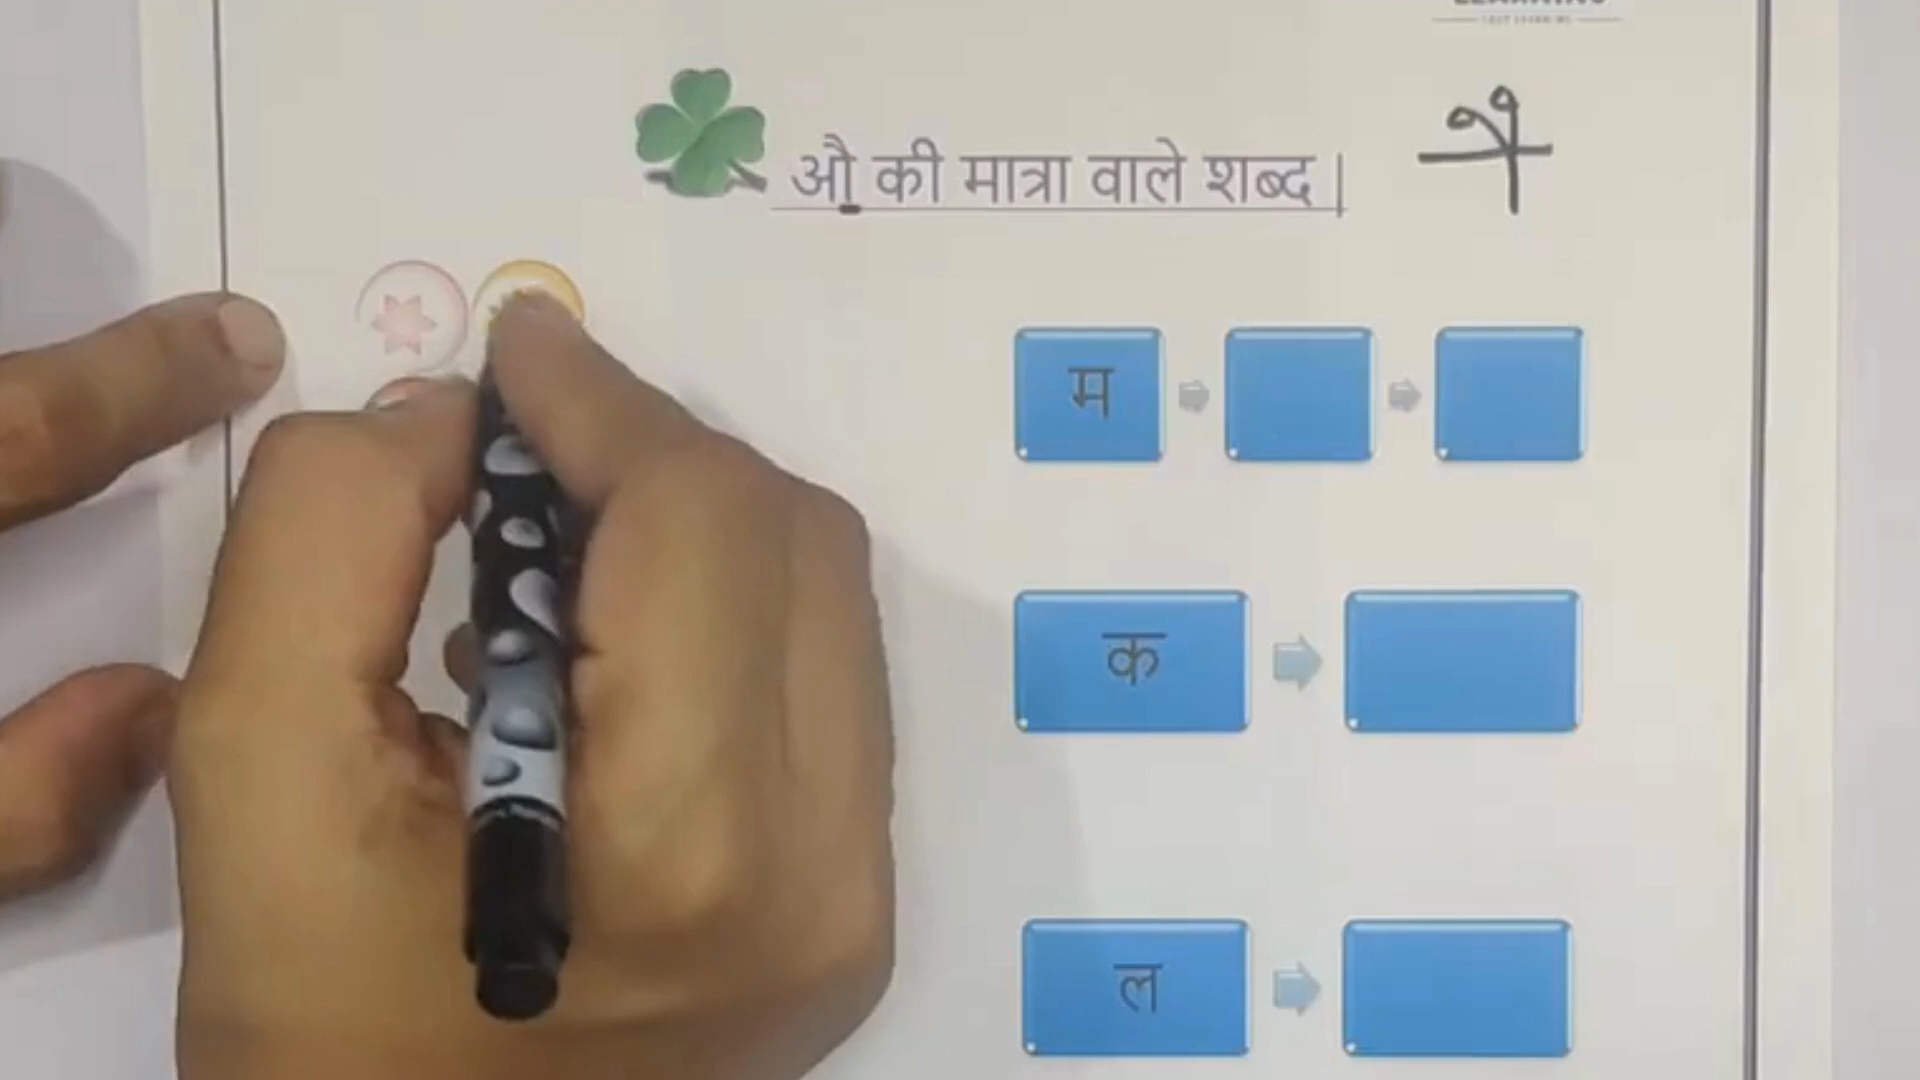 औ की मात्रा वाले शब्द |
ौ
म
क
ल